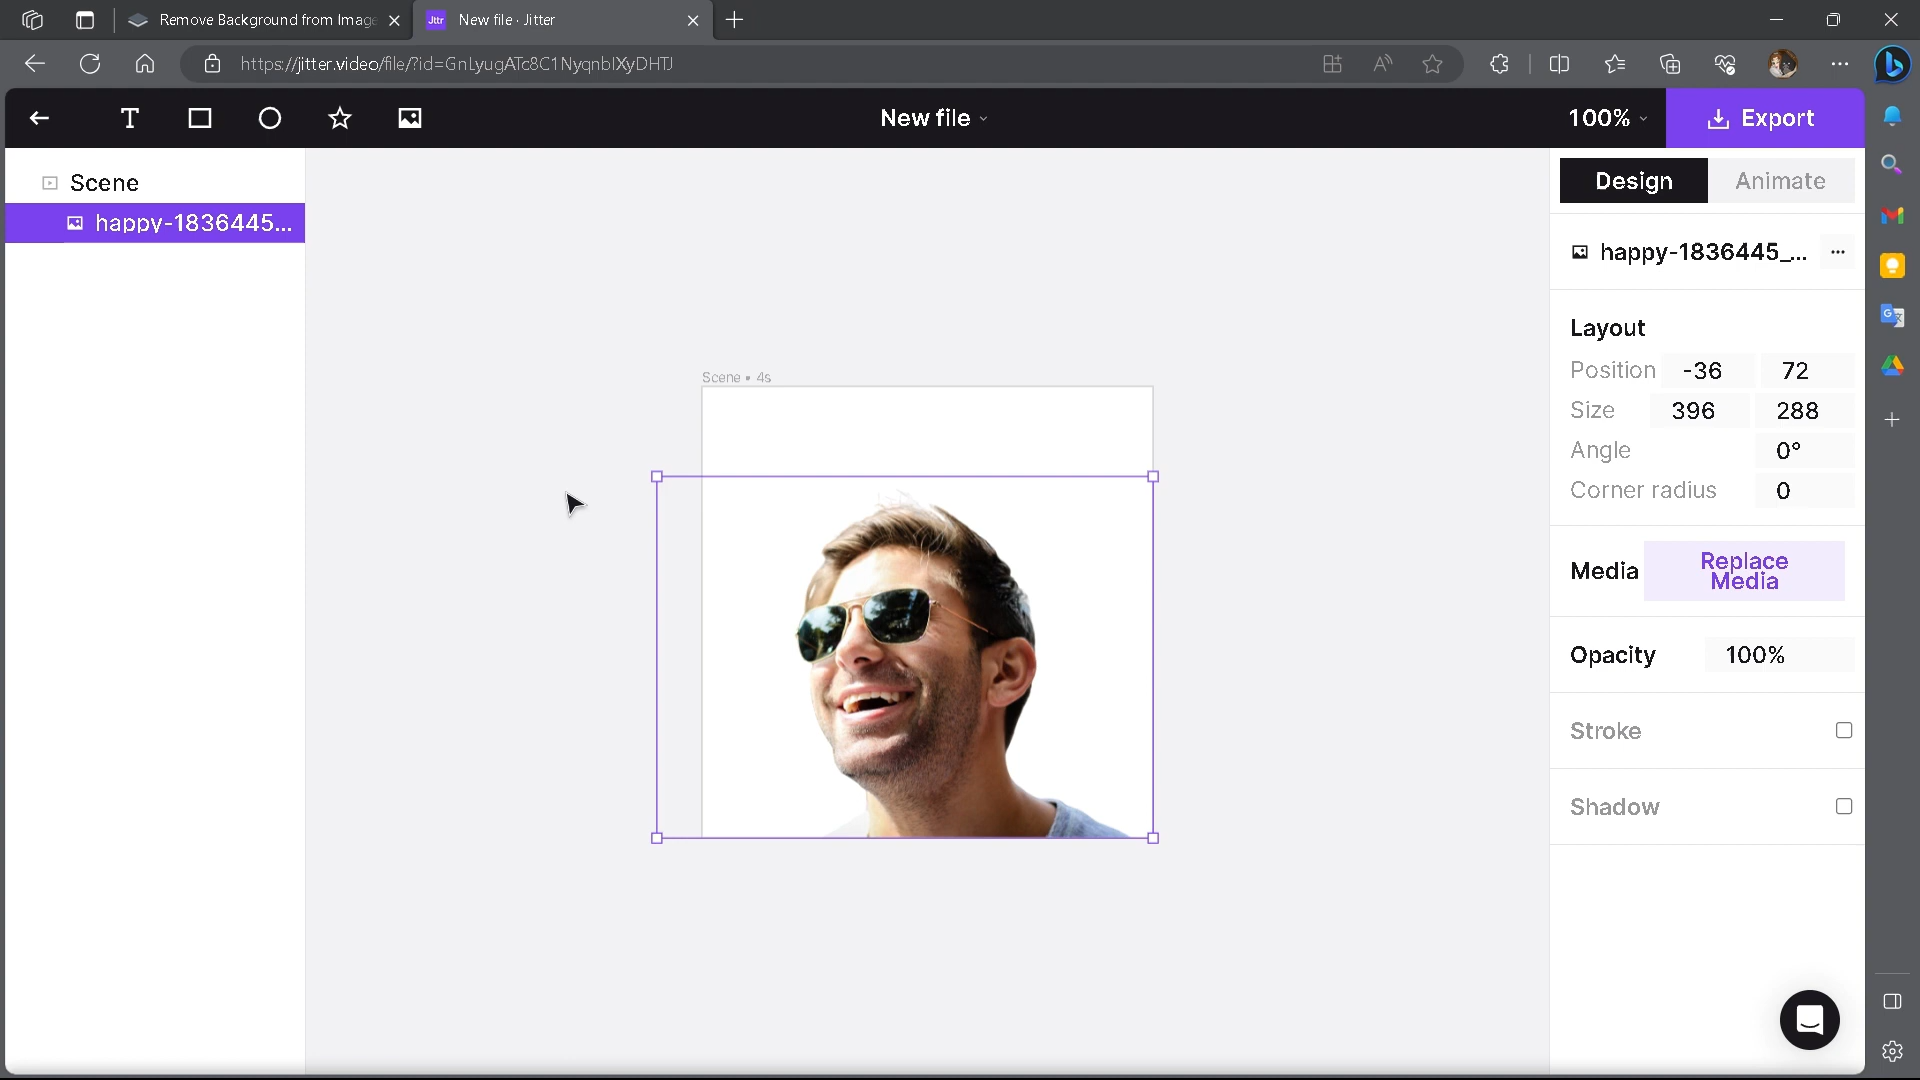 Remove Background from Image
Jttr
New file · Jitter
https://jitter.video/file/?id=GnLyugATc8C1NyqnbIXyDHTJ
T
New file
100%
Export
Scene
happy-1836445...
Scene • 4s
Design
Animate
happy-1836445_...
Layout
Position -36 72
Size 396 288
Angle 0°
Corner radius 0
Media
Replace
Media
Opacity 100%
Stroke
Shadow